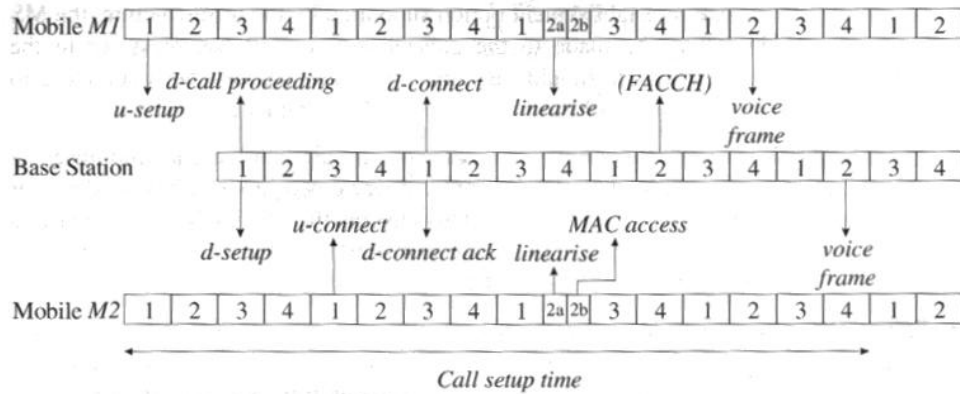 Mobile M1 1 2 3 4 1 2 3 4 1 2a 2b 3 4 1 2 3 4 1 2
d-call proceeding d-connect (FACCH)
u-setup linearise voice
frame
Base Station 1 2 3 4 1 2 3 4 1 2 3 4 1 2 3 4
u-connect MAC access
d-setup d-connect ack linearise voice
frame
Mobile M2 1 2 3 4 1 2 3 4 1 2a 2b 3 4 1 2 3 4 1 2
Call setup time